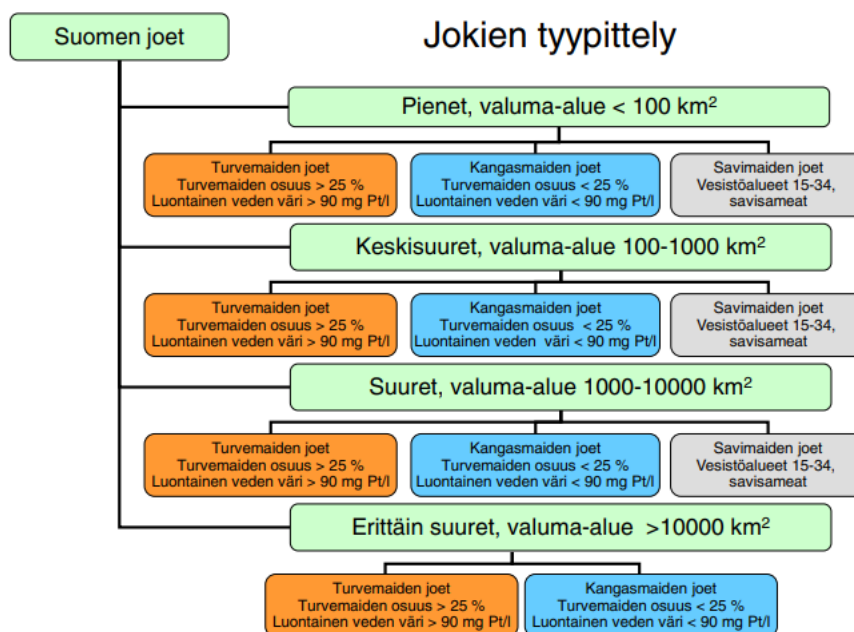 Suomen joet
Jokien tyypittely
Pienet, valuma-alue < 100 km²
Turvemaiden joet
Turvemaiden osuus > 25 %
Luontainen veden väri > 90 mg Pt/l
Kangasmaiden joet
Turvemaiden osuus < 25 %
Luontainen veden väri < 90 mg Pt/l
Savimaiden joet
Vesistöalueet 15-34,
savisameat
Keskisuuret, valuma-alue 100-1000 km²
Turvemaiden joet
Turvemaiden osuus > 25 %
Luontainen veden väri > 90 mg Pt/l
Kangasmaiden joet
Turvemaiden osuus < 25 %
Luontainen veden väri < 90 mg Pt/l
Savimaiden joet
Vesistöalueet 15-34,
savisameat
Suuret, valuma-alue 1000-10000 km²
Turvemaiden joet
Turvemaiden osuus > 25 %
Luontainen veden väri > 90 mg Pt/l
Kangasmaiden joet
Turvemaiden osuus < 25 %
Luontainen veden väri < 90 mg Pt/l
Savimaiden joet
Vesistöalueet 15-34,
savisameat
Erittäin suuret, valuma-alue >10000 km²
Turvemaiden joet
Turvemaiden osuus > 25 %
Luontainen veden väri > 90 mg Pt/l
Kangasmaiden joet
Turvemaiden osuus < 25 %
Luontainen veden väri < 90 mg Pt/l